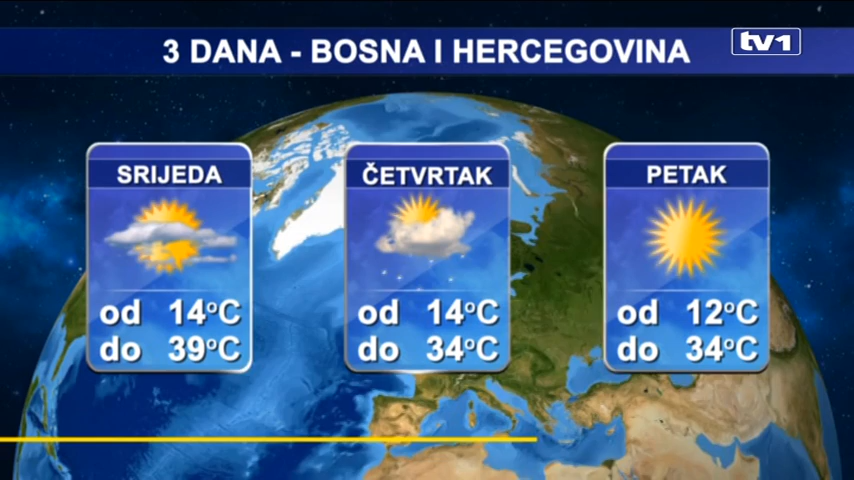 tv1
3 DANA - BOSNA I HERCEGOVINA
SRIJEDA
od 14°C
do 39°C
ČETVRTAK
od 14°C
do 34°C
PETAK
od 12°C
do 34°C